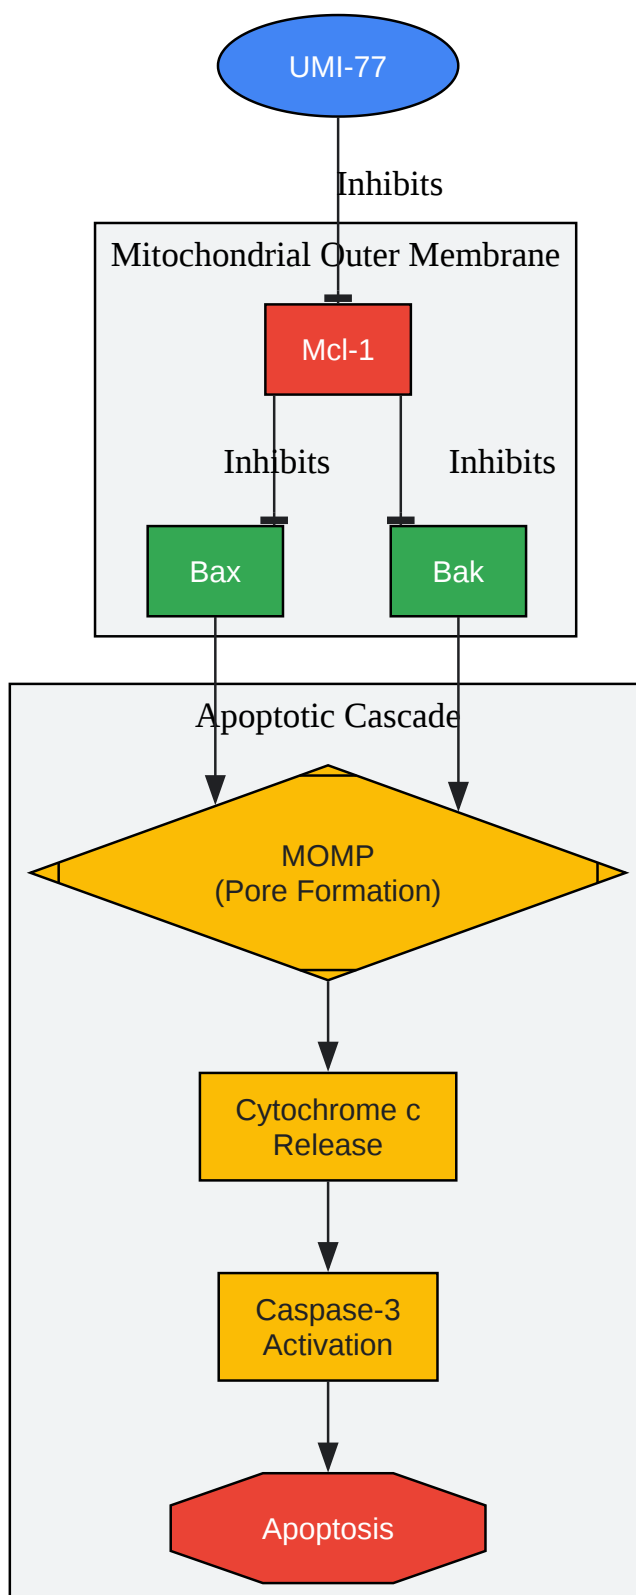 UMI-77
Inhibits
Mitochondrial Outer Membrane
Mcl-1
Inhibits
Inhibits
Bax
Bak
Apoptotic Cascade
MOMP
(Pore Formation)
Cytochrome c
Release
Caspase-3
Activation
Apoptosis